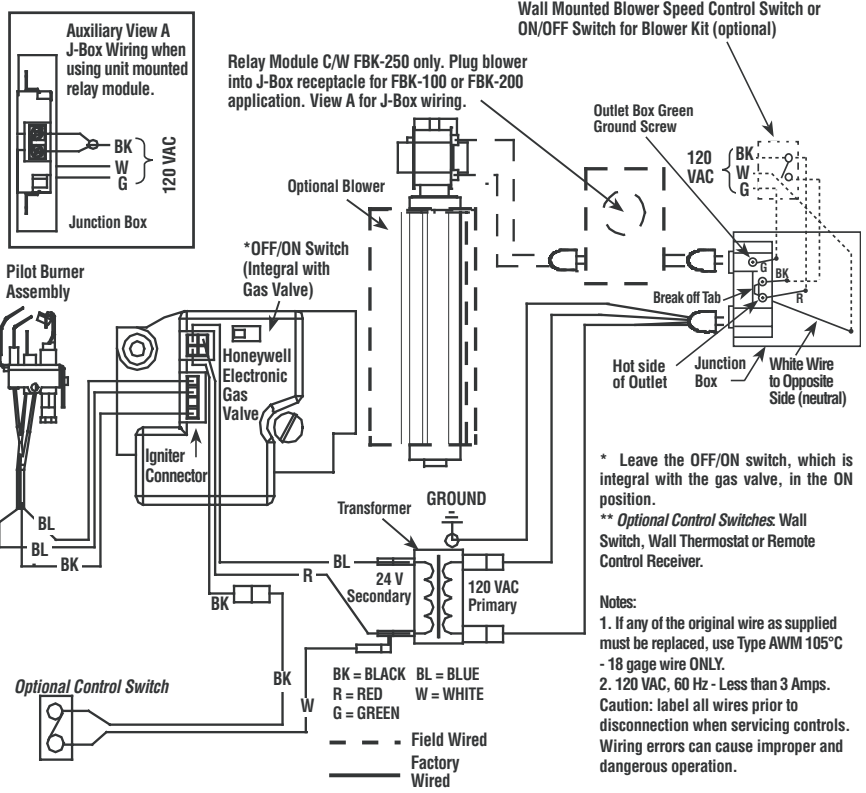 Wall Mounted Blower Speed Control Switch or
ON/OFF Switch for Blower Kit (optional)
Auxiliary View A
J-Box Wiring when
using unit mounted
relay module.
BK
W
G
120 VAC
Junction Box
Relay Module C/W FBK-250 only. Plug blower
into J-Box receptacle for FBK-100 or FBK-200
application. View A for J-Box wiring.
Outlet Box Green
Ground Screw
120
VAC
BK
W
G
Optional Blower
*OFF/ON Switch
(Integral with
Gas Valve)
Pilot Burner
Assembly
G
BK
R
Break off Tab
Honeywell
Electronic
Gas
Valve
Hot side
of Outlet
Junction
Box
White Wire
to Opposite
Side (neutral)
Igniter
Connector
* Leave the OFF/ON switch, which is
integral with the gas valve, in the ON
position.
** Optional Control Switches: Wall
Switch, Wall Thermostat or Remote
Control Receiver.
Transformer
GROUND
BL
BL
BK
BL
R
BK
24 V
Secondary
120 VAC
Primary
Notes:
1. If any of the original wire as supplied
must be replaced, use Type AWM 105°C
- 18 gage wire ONLY.
2. 120 VAC, 60 Hz - Less than 3 Amps.
Caution: label all wires prior to
disconnection when servicing controls.
Wiring errors can cause improper and
dangerous operation.
Optional Control Switch
BK
W
BK = BLACK BL = BLUE
R = RED W = WHITE
G = GREEN
Field Wired
Factory
Wired